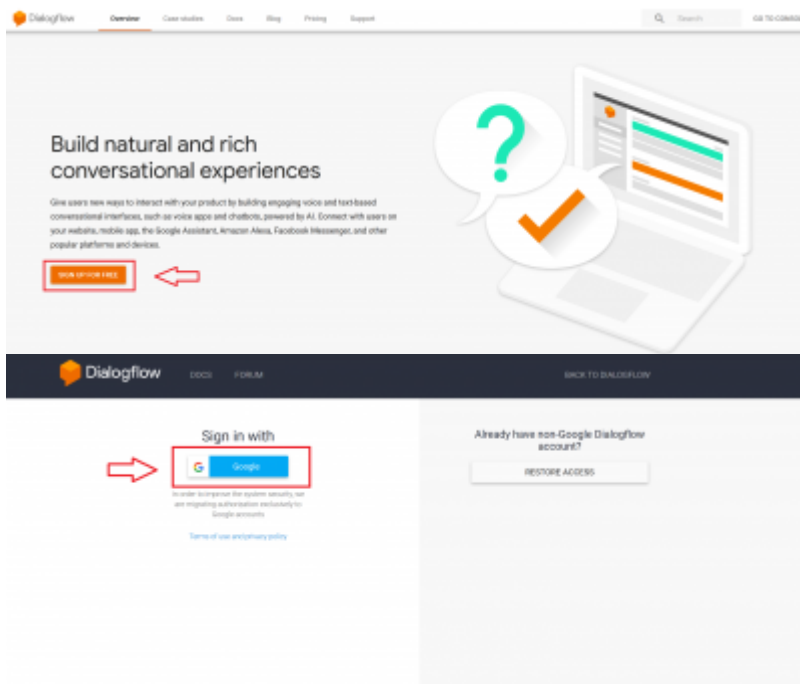 Dialogflow Overview Case studies Docs Blog Pricing Support Search GO TO CONSOLE
Build natural and rich
conversational experiences
Give users new ways to interact with your product by building engaging voice and text-based
conversational interfaces, such as voice apps and chatbots, powered by AI. Connect with users on
your website, mobile app, the Google Assistant, Amazon Alexa, Facebook Messenger, and other
popular platforms and devices.
SIGN UP FOR FREE
Dialogflow DOCS FORUM BACK TO DIALOGFLOW
Sign in with
G Google
In order to improve the system security, we
are migrating authorization exclusively to
Google accounts
Terms of use and privacy policy
Already have non-Google Dialogflow
account?
RESTORE ACCESS